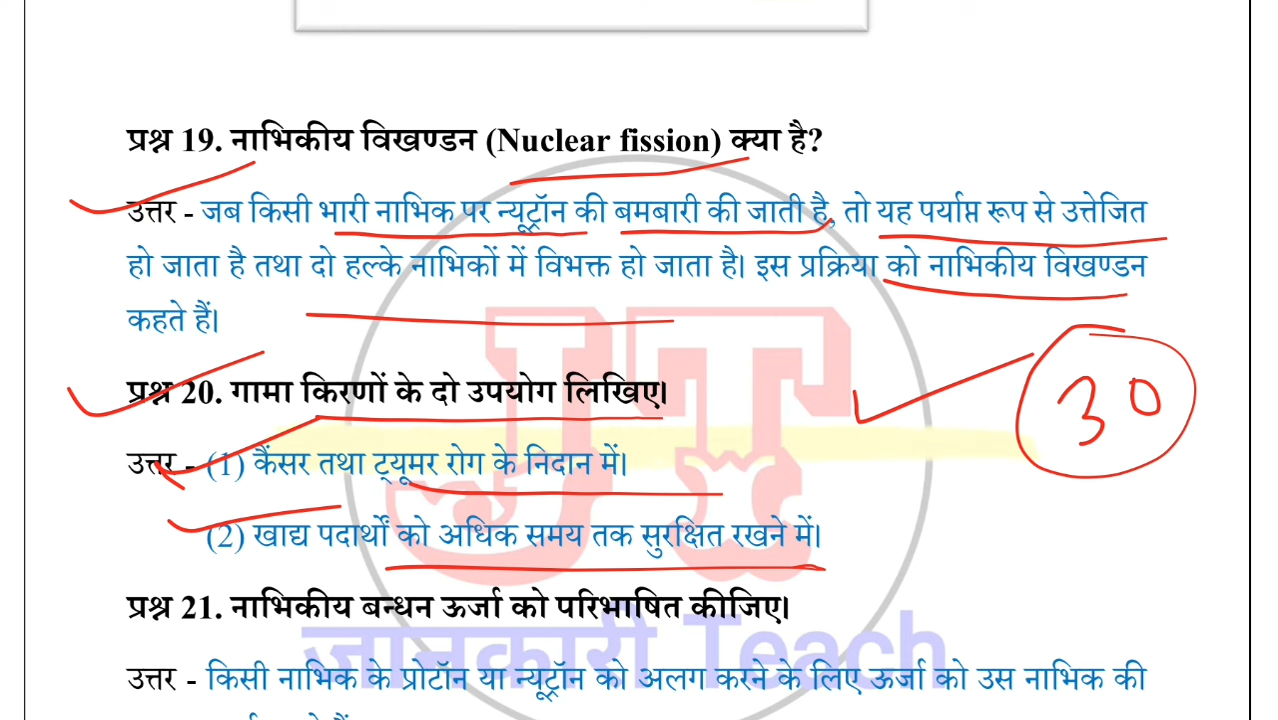 प्रश्न 19. नाभिकीय विखण्डन (Nuclear fission) क्या है?
उत्तर - जब किसी भारी नाभिक पर न्यूट्रॉन की बमबारी की जाती है, तो यह पर्याप्त रूप से उत्तेजित
हो जाता है तथा दो हल्के नाभिकों में विभक्त हो जाता है। इस प्रक्रिया को नाभिकीय विखण्डन
कहते हैं।
प्रश्न 20. गामा किरणों के दो उपयोग लिखिए।
30
उत्तर - (1) कैंसर तथा ट्यूमर रोग के निदान में।
(2) खाद्य पदार्थों को अधिक समय तक सुरक्षित रखने में।
JT
प्रश्न 21. नाभिकीय बन्धन ऊर्जा को परिभाषित कीजिए।
जानकारी Teach
उत्तर - किसी नाभिक के प्रोटॉन या न्यूट्रॉन को अलग करने के लिए ऊर्जा को उस नाभिक की